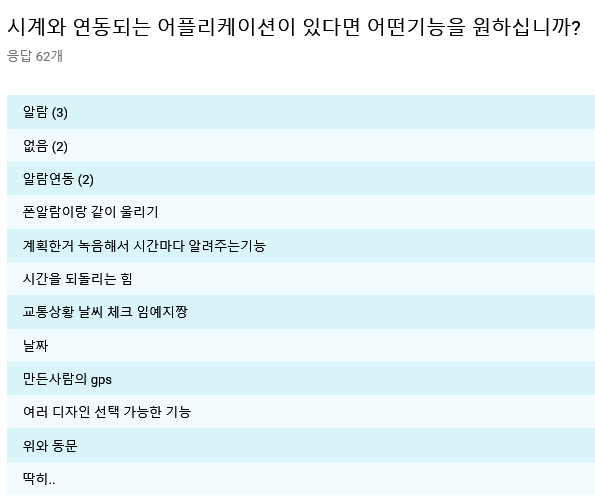 시계와 연동되는 어플리케이션이 있다면 어떤기능을 원하십니까?
응답 62개
알람 (3)
없음 (2)
알람연동 (2)
폰알람이랑 같이 울리기
계획한거 녹음해서 시간마다 알려주는기능
시간을 되돌리는 힘
교통상황 날씨 체크 임예지짱
날짜
만든사람의 gps
여러 디자인 선택 가능한 기능
위와 동문
딱히..